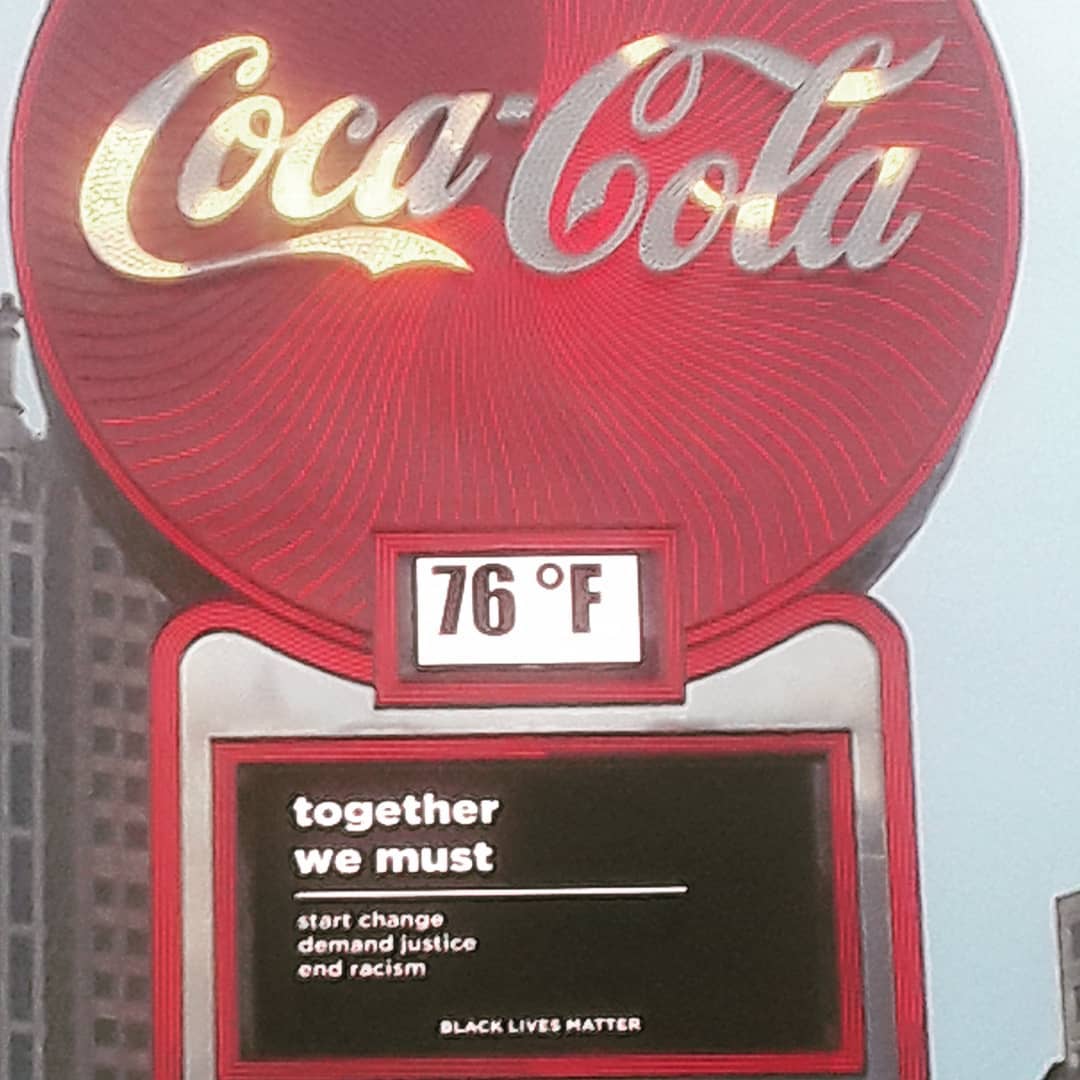 Coca-Cola
76 °F
together
we must
start change
demand justice
end racism
BLACK LIVES MATTER